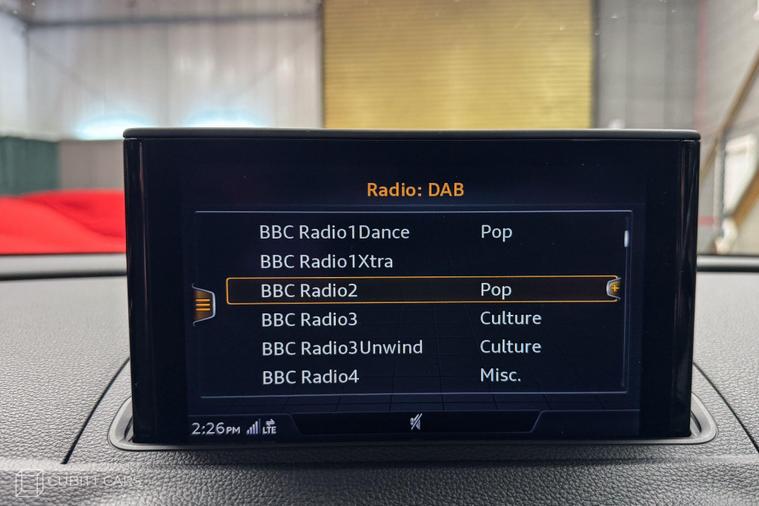 Radio: DAB
BBC Radio1Dance Pop
BBC Radio1Xtra
BBC Radio2 Pop
BBC Radio3 Culture
BBC Radio3Unwind Culture
BBC Radio4 Misc.
2:26PM LTE
CUBITT CARS